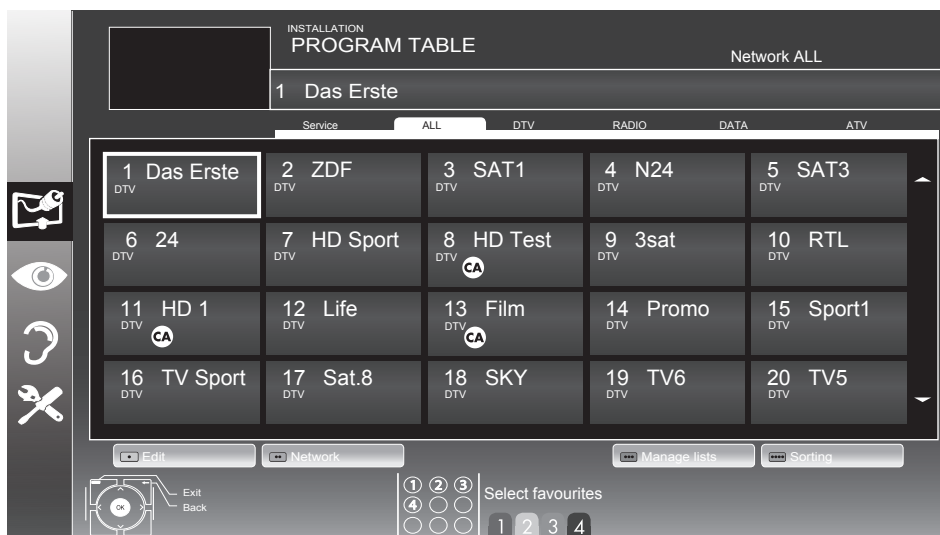 INSTALLATION
PROGRAM TABLE
Network ALL
1 Das Erste
Service ALL DTV RADIO DATA ATV
1 Das Erste 2 ZDF 3 SAT1 4 N24 5 SAT3
DTV DTV DTV DTV DTV
6 24 7 HD Sport 8 HD Test 9 3sat 10 RTL
DTV DTV DTV DTV DTV
CA
11 HD 1 12 Life 13 Film 14 Promo 15 Sport1
DTV DTV DTV DTV DTV
CA CA
16 TV Sport 17 Sat.8 18 SKY 19 TV6 20 TV5
DTV DTV DTV DTV DTV
Edit Network Manage lists Sorting
Exit
Back
OK
1 2 3
4
Select favourites
1 2 3 4